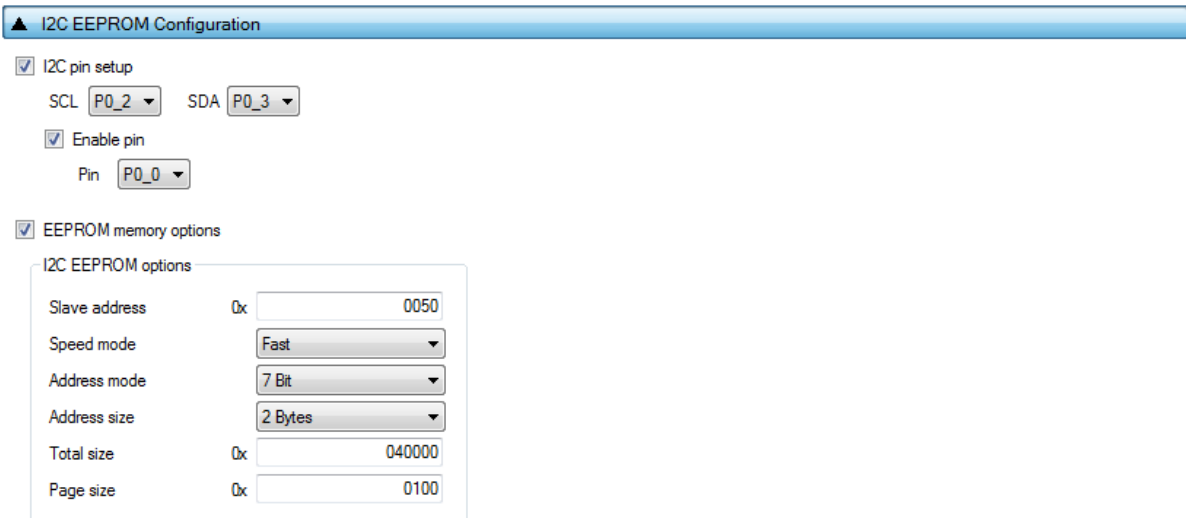 I2C EEPROM Configuration
I2C pin setup
SCL P0_2 SDA P0_3
Enable pin
Pin P0_0
EEPROM memory options
I2C EEPROM options
Slave address 0x 0050
Speed mode Fast
Address mode 7 Bit
Address size 2 Bytes
Total size 0x 040000
Page size 0x 0100